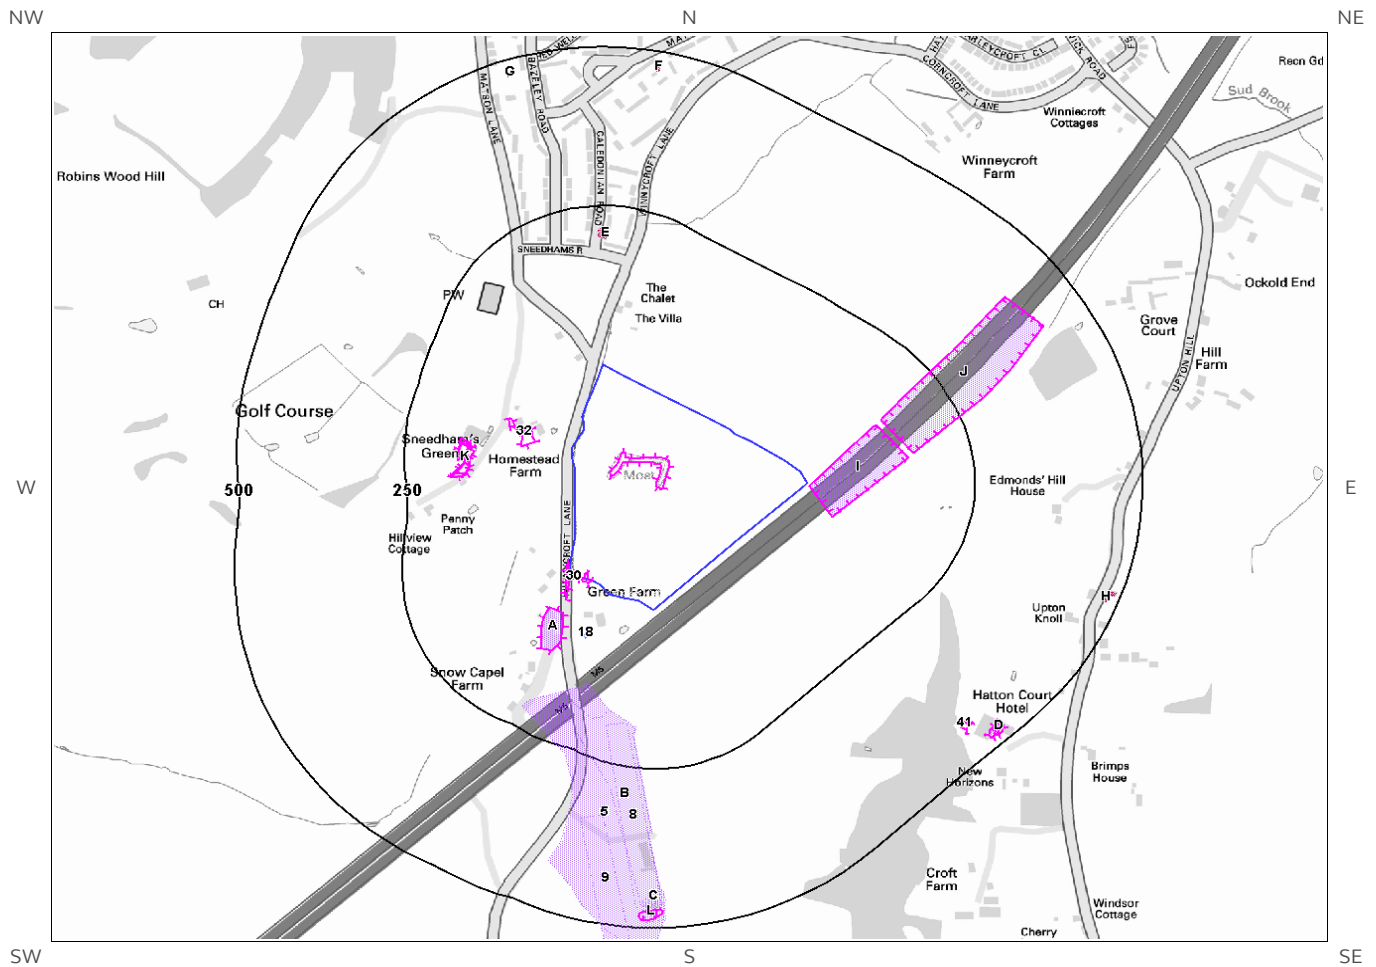 NW
N
NE
G
F
MATSON LANE
BAZELEY ROAD
CALEDONIAN ROAD
CORNCROFT LANE
Recn Gd
Sud Brook
Winniecroft
Cottages
Winneycroft
Farm
Robins Wood Hill
E
SNEEDHAMS R
The
Chalet
The Villa
PW
CH
Ockold End
Grove
Court
UPTON HILL
Hill
Farm
J
Golf Course
32
Sneedham's
Green
K
Homestead
Farm
Moat
I
W
500
250
E
Edmonds' Hill
House
Penny
Patch
Hillview
Cottage
30
Green Farm
H
Upton
Knoll
A
18
Snow Capel
Farm
M5
M5
Hatton Court
Hotel
41
D
New
Horizons
Brimps
House
B
5
8
9
C
L
Croft
Farm
Windsor
Cottage
Cherry
SW
S
SE